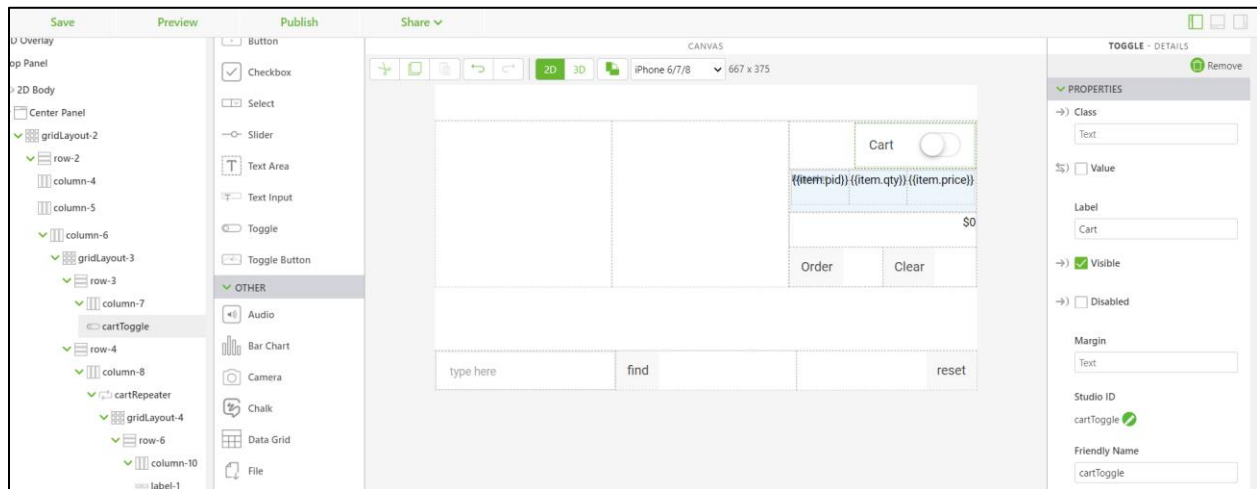 Save
Preview
Publish
Share
D Overlay
op Panel
2D Body
Center Panel
gridLayout-2
row-2
column-4
column-5
column-6
gridLayout-3
row-3
column-7
cartToggle
row-4
column-8
cartRepeater
gridLayout-4
row-6
column-10
label-1
Button
Checkbox
Select
Slider
Text Area
Text Input
Toggle
Toggle Button
OTHER
Audio
Bar Chart
Camera
Chalk
Data Grid
File
CANVAS
2D 3D iPhone 6/7/8 667 x 375
Cart
{{item.pid}} {{item.qty}} {{item.price}}
$0
Order Clear
type here find reset
TOGGLE - DETAILS
Remove
PROPERTIES
Class
Text
Value
Label
Cart
Visible
Disabled
Margin
Text
Studio ID
cartToggle
Friendly Name
cartToggle